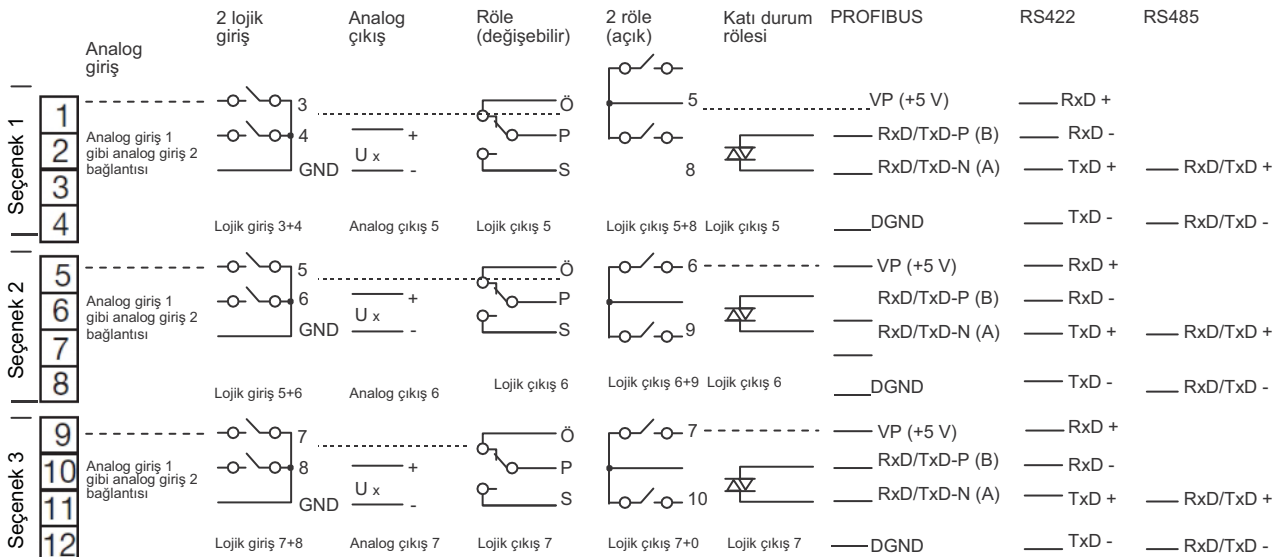 2 lojik giriş
Analog çıkış
Röle (değişebilir)
2 röle (açık)
Katı durum rölesi
PROFIBUS
RS422
RS485
Analog giriş
Seçenek 1
1
2
3
4
Analog giriş 1
gibi analog giriş 2
bağlantısı
3
4
GND
+
U x
-
Ö
P
S
5
8
VP (+5 V)
RxD/TxD-P (B)
RxD/TxD-N (A)
DGND
RxD +
RxD -
TxD +
TxD -
RxD/TxD +
RxD/TxD -
Lojik giriş 3+4
Analog çıkış 5
Lojik çıkış 5
Lojik çıkış 5+8
Lojik çıkış 5
Seçenek 2
5
6
7
8
Analog giriş 1
gibi analog giriş 2
bağlantısı
5
6
GND
+
U x
-
Ö
P
S
6
9
VP (+5 V)
RxD/TxD-P (B)
RxD/TxD-N (A)
DGND
RxD +
RxD -
TxD +
TxD -
RxD/TxD +
RxD/TxD -
Lojik giriş 5+6
Analog çıkış 6
Lojik çıkış 6
Lojik çıkış 6+9
Lojik çıkış 6
Seçenek 3
9
10
11
12
Analog giriş 1
gibi analog giriş 2
bağlantısı
7
8
GND
+
U x
-
Ö
P
S
7
10
VP (+5 V)
RxD/TxD-P (B)
RxD/TxD-N (A)
DGND
RxD +
RxD -
TxD +
TxD -
RxD/TxD +
RxD/TxD -
Lojik giriş 7+8
Analog çıkış 7
Lojik çıkış 7
Lojik çıkış 7+0
Lojik çıkış 7